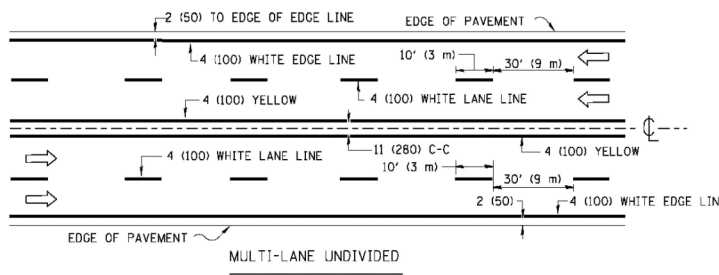 2 (50) TO EDGE OF EDGE LINE
EDGE OF PAVEMENT
4 (100) WHITE EDGE LINE
10' (3 m)
30' (9 m)
4 (100) YELLOW
4 (100) WHITE LANE LINE
CL
4 (100) WHITE LANE LINE
11 (280) C-C
4 (100) YELLOW
10' (3 m)
30' (9 m)
2 (50)
4 (100) WHITE EDGE LIN
EDGE OF PAVEMENT
MULTI-LANE UNDIVIDED